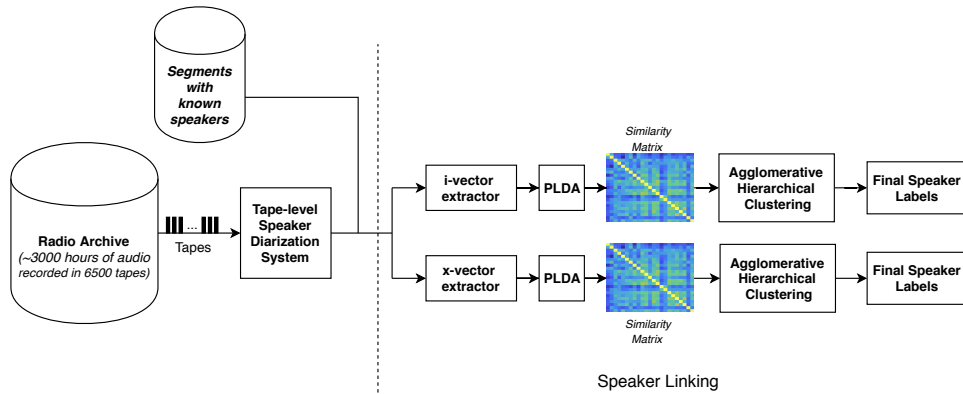 Segments
with
known
speakers
Radio Archive
(~3000 hours of audio
recorded in 6500 tapes)
...
Tapes
Tape-level
Speaker
Diarization
System
i-vector
extractor
PLDA
Similarity
Matrix
Agglomerative
Hierarchical
Clustering
Final Speaker
Labels
x-vector
extractor
PLDA
Similarity
Matrix
Agglomerative
Hierarchical
Clustering
Final Speaker
Labels
Speaker Linking